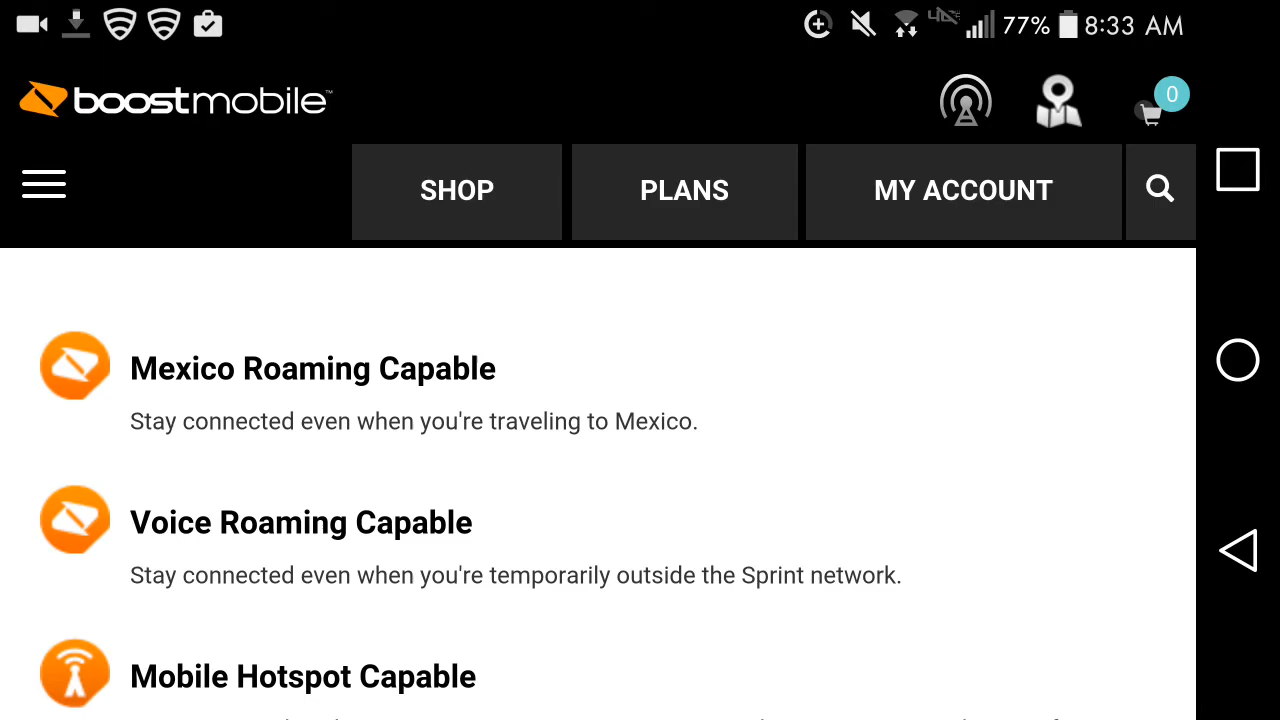 77% 8:33 AM
boostmobile™
0
SHOP PLANS MY ACCOUNT
Mexico Roaming Capable
Stay connected even when you're traveling to Mexico.
Voice Roaming Capable
Stay connected even when you're temporarily outside the Sprint network.
Mobile Hotspot Capable